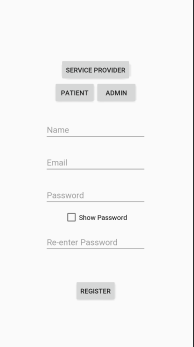 SERVICE PROVIDER
PATIENT ADMIN
Name
Email
Password
Show Password
Re-enter Password
REGISTER